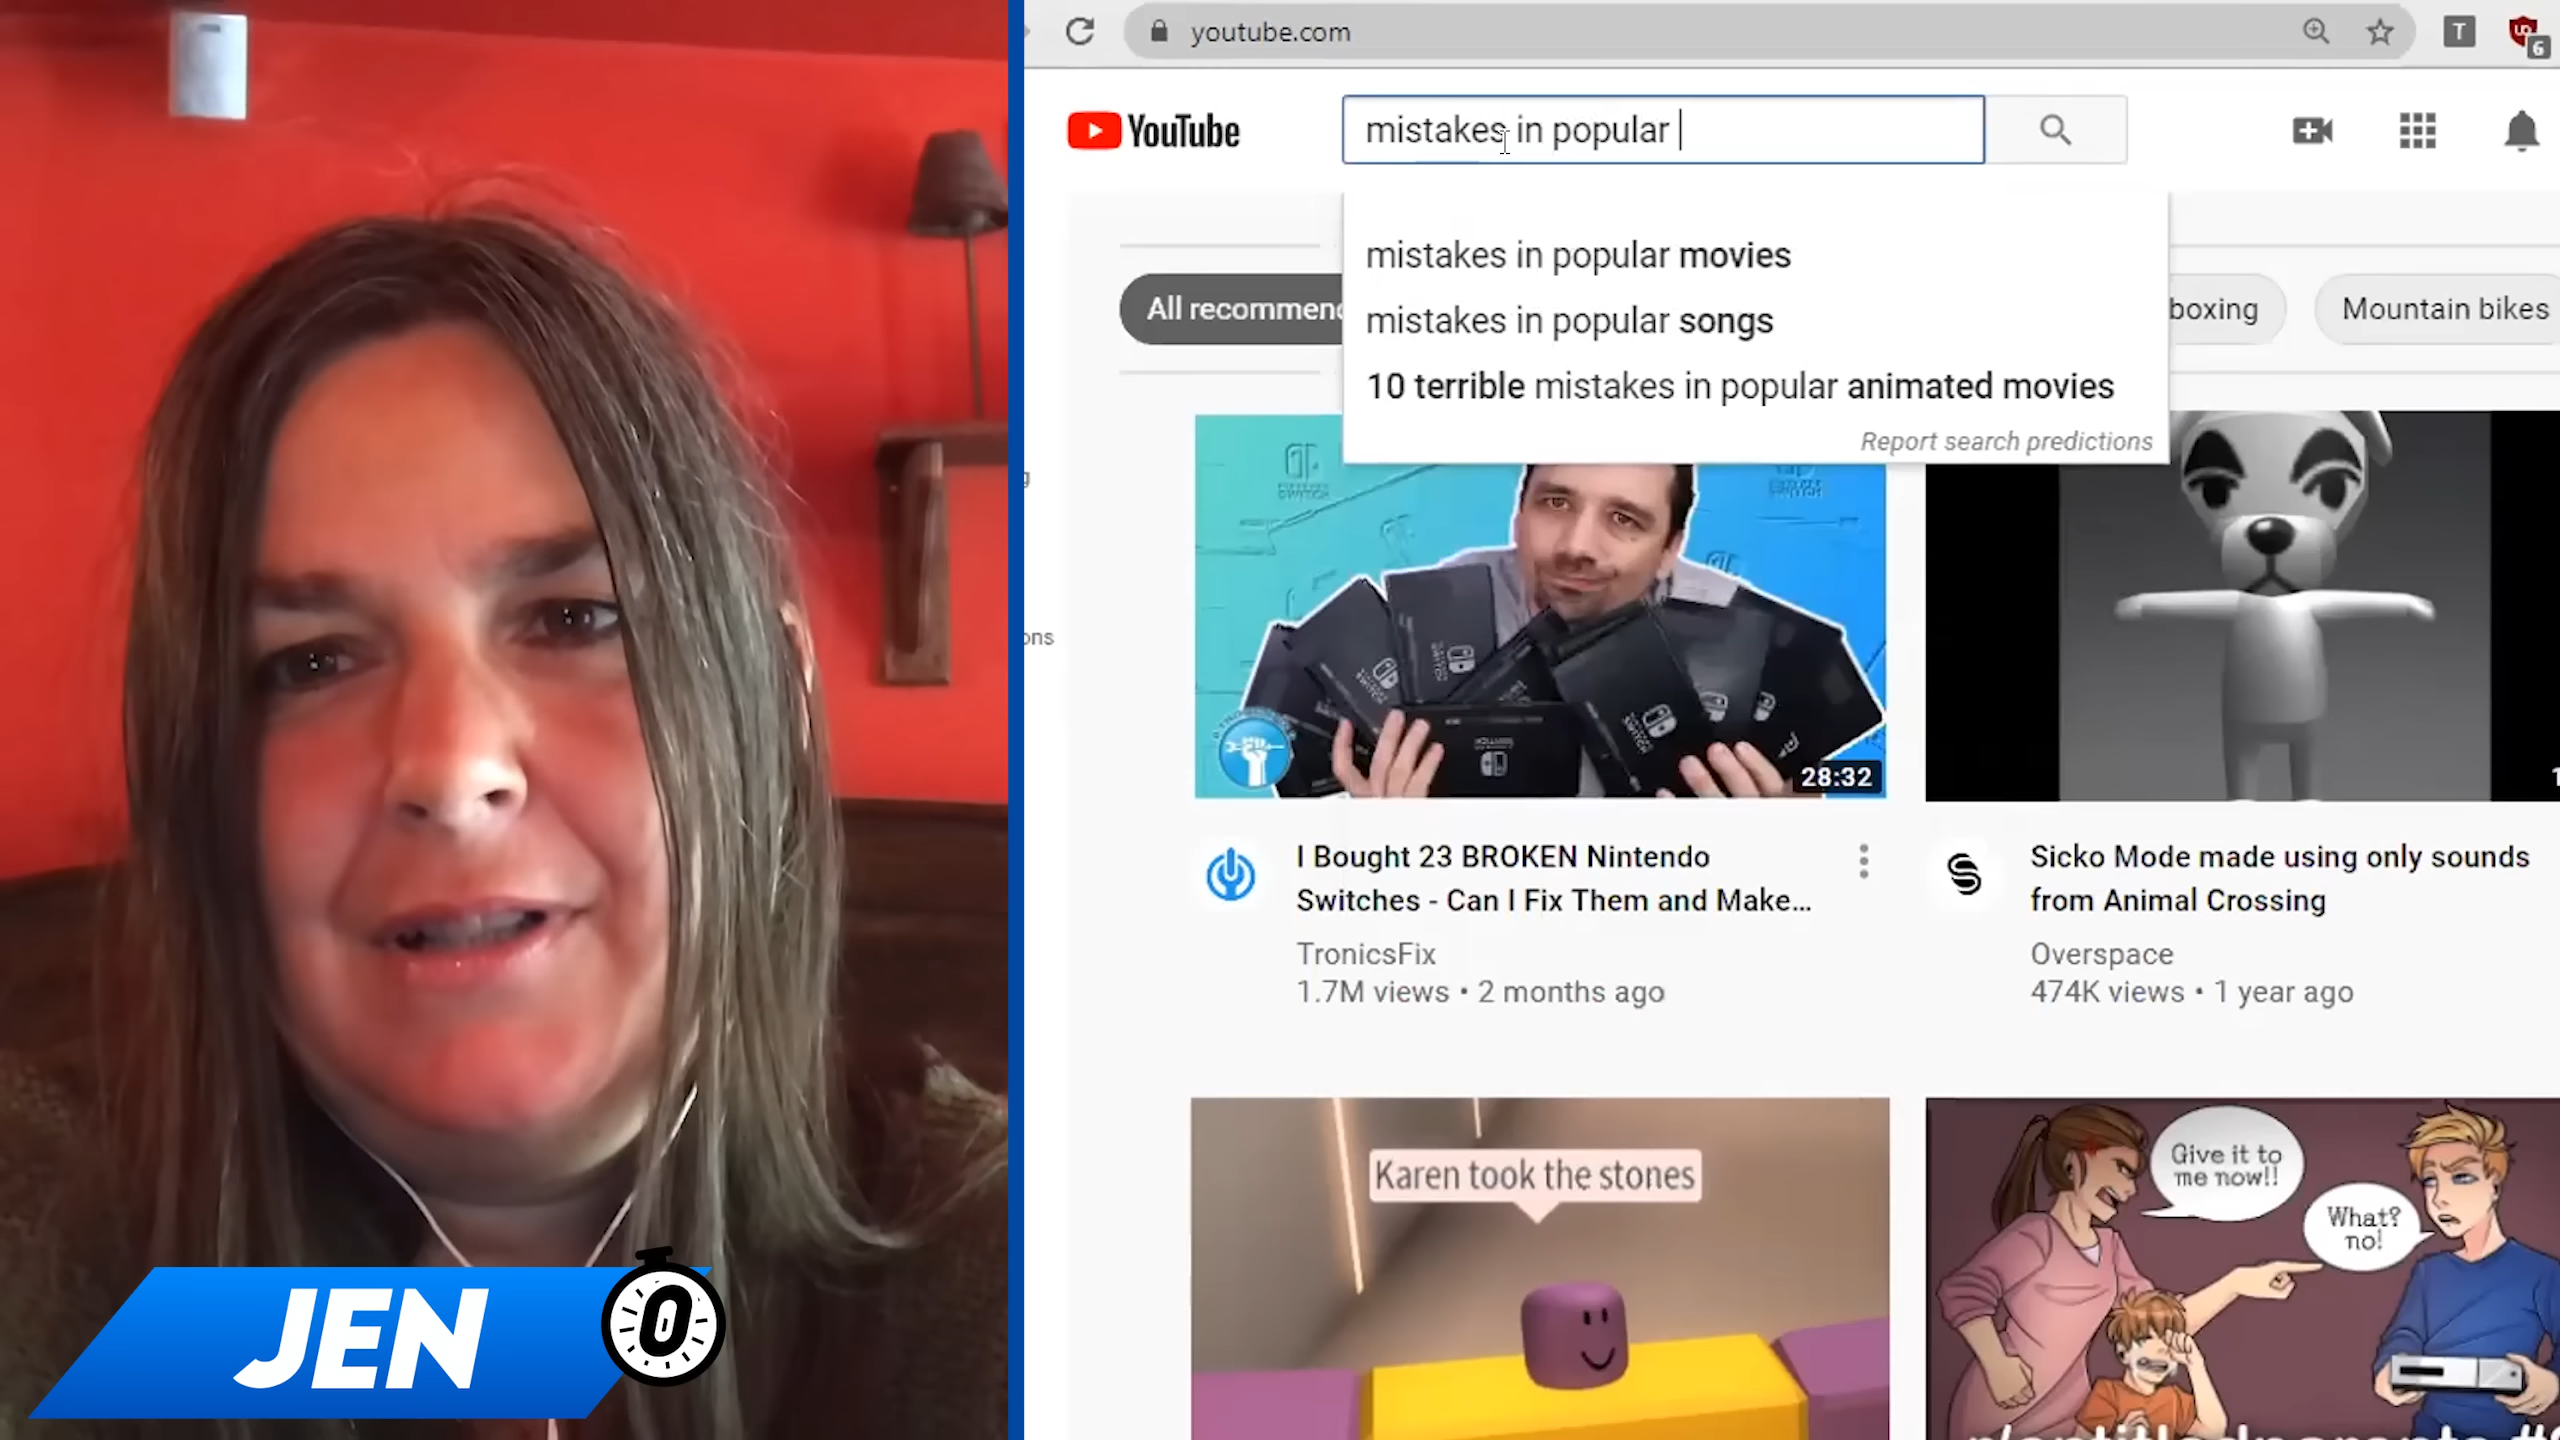 JEN
0
youtube.com
T
6
YouTube
mistakes in popular
mistakes in popular movies
mistakes in popular songs
10 terrible mistakes in popular animated movies
Report search predictions
All recommend
boxing
Mountain bikes
ons
28:32
I Bought 23 BROKEN Nintendo
Switches - Can I Fix Them and Make...
TronicsFix
1.7M views • 2 months ago
Sicko Mode made using only sounds
from Animal Crossing
Overspace
474K views • 1 year ago
Karen took the stones
Give it to
me now!!
What?
no!